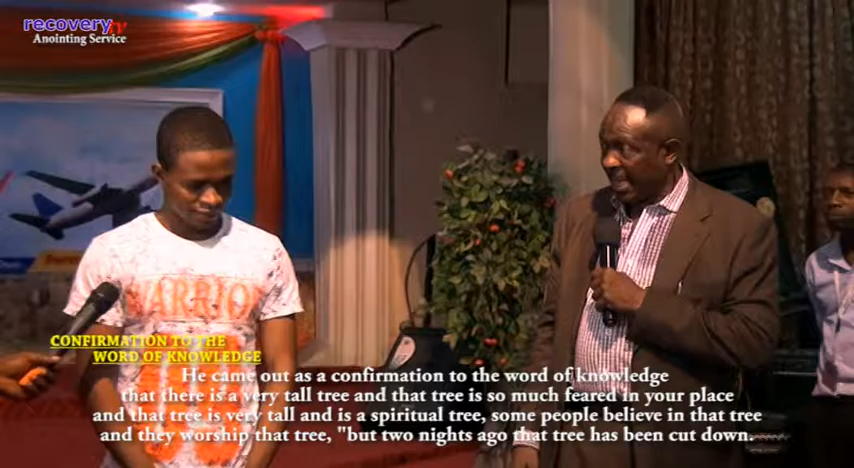 recovery tv
Anointing Service
WARRIOR
CONFIRMATION TO THE
WORD OF KNOWLEDGE
He came out as a confirmation to the word of knowledge
that there is a very tall tree and that tree is so much feared in your place
and that tree is very tall and is a spiritual tree, some people believe in that tree
and they worship that tree, "but two nights ago that tree has been cut down.